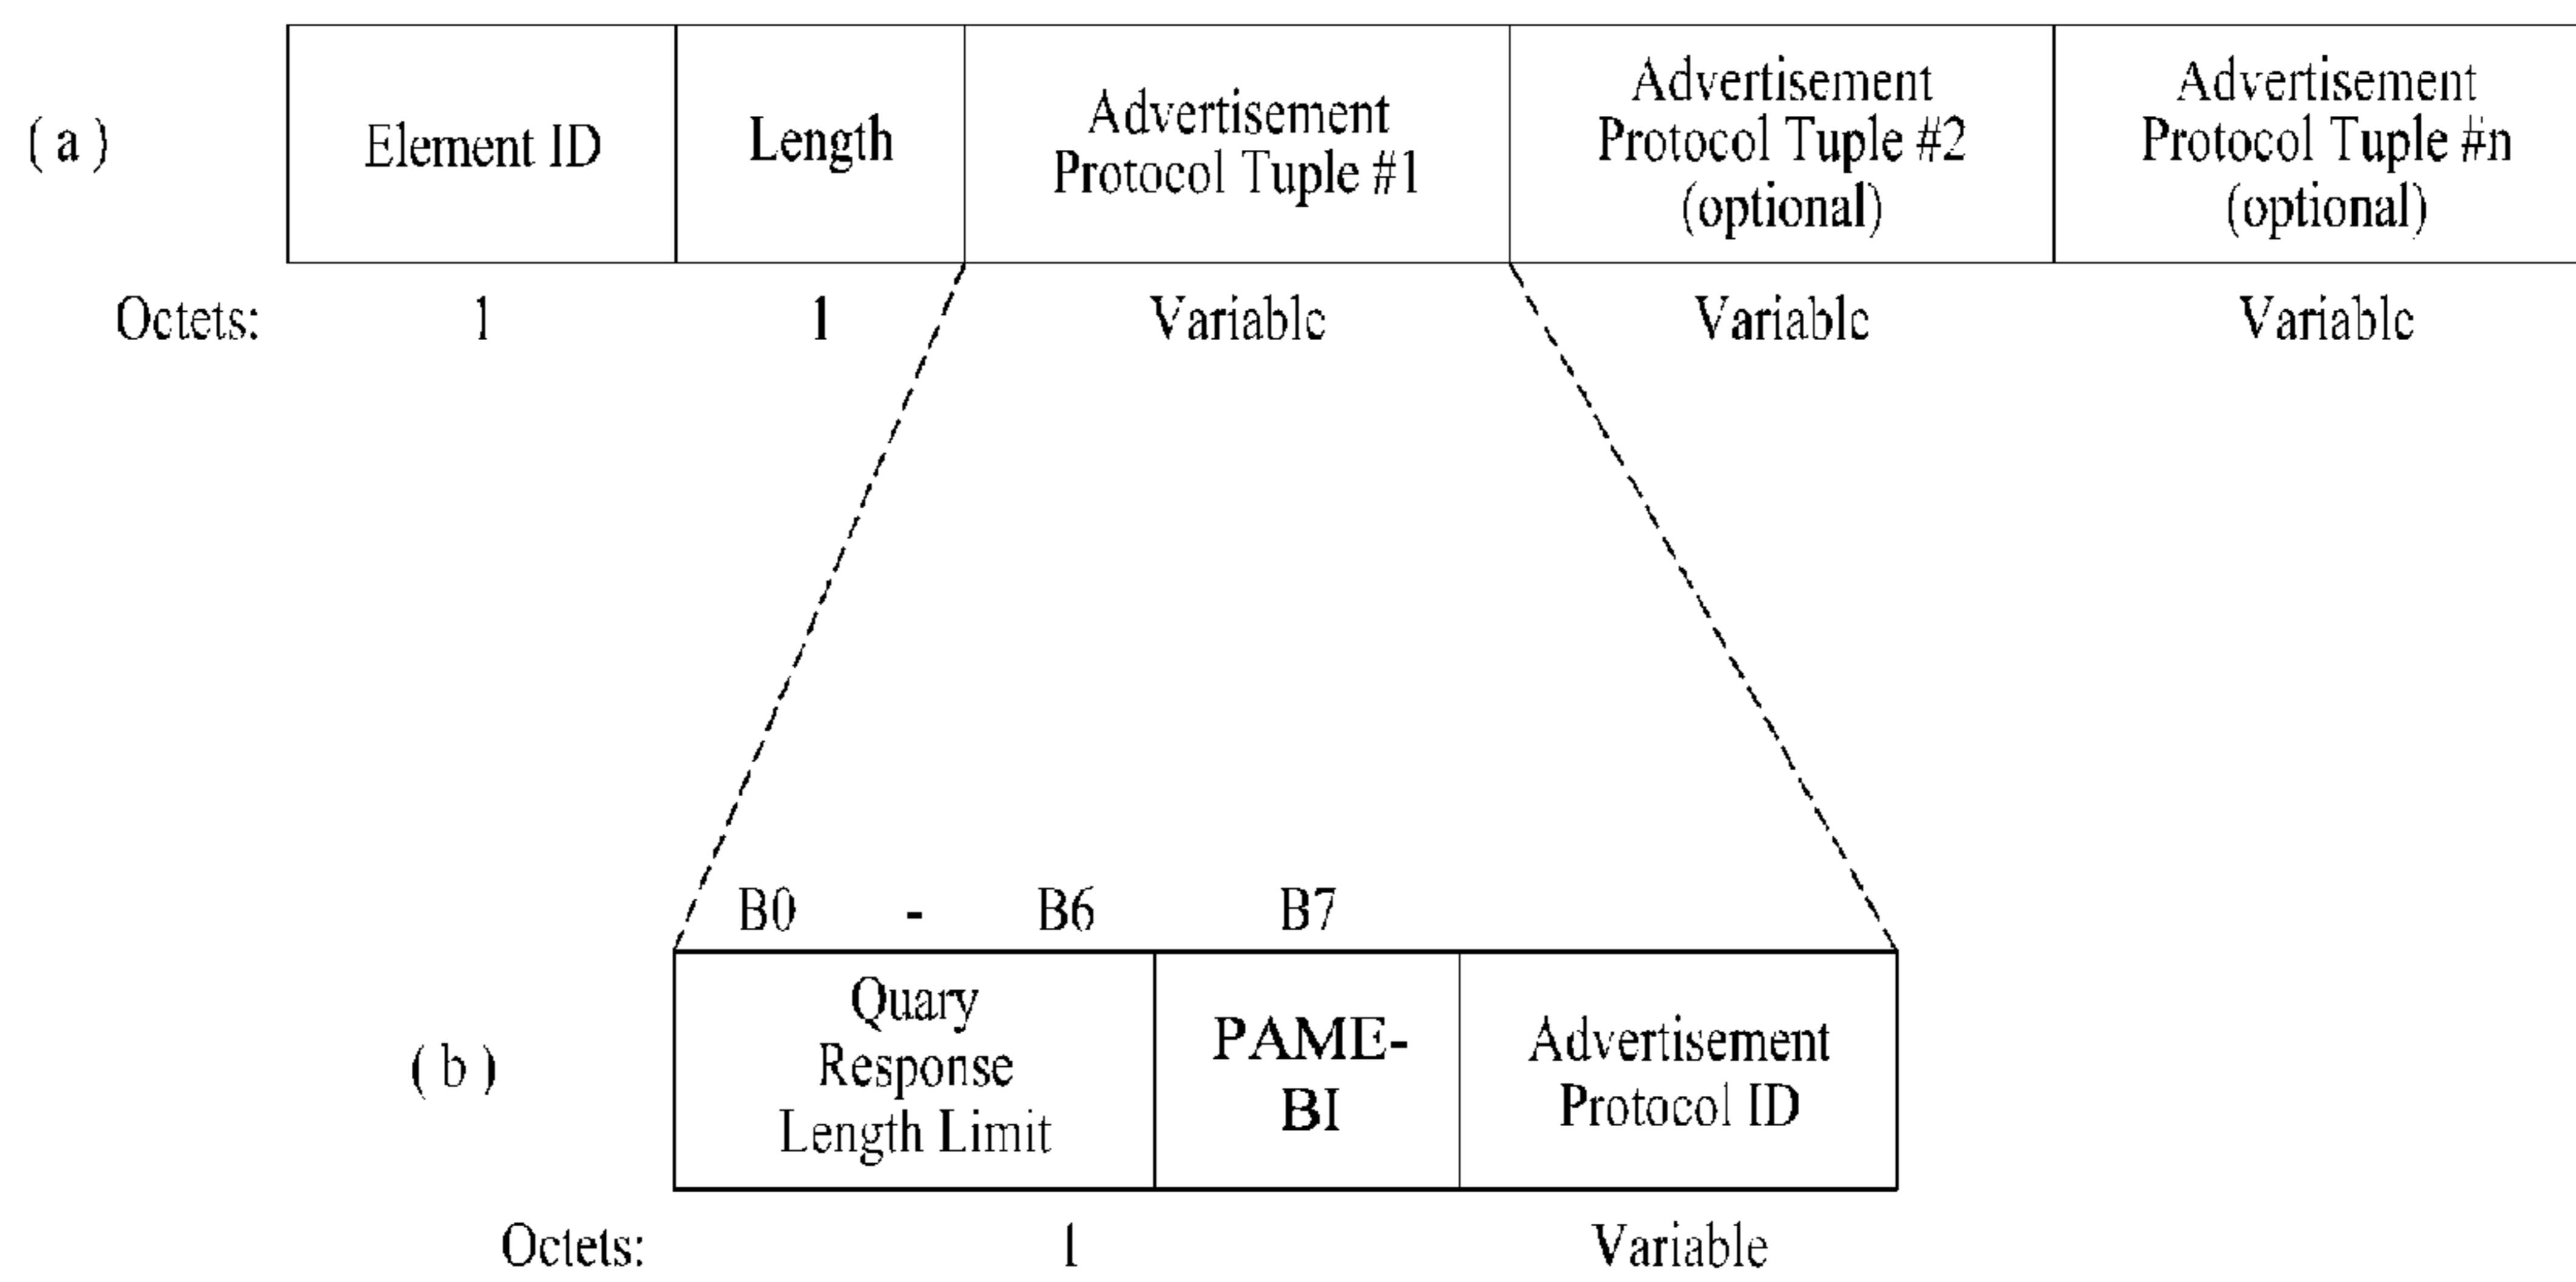 ( a )
Element ID
Length
Advertisement
Protocol Tuple #1
Advertisement
Protocol Tuple #2
(optional)
Advertisement
Protocol Tuple #n
(optional)
Octets:
1
1
Variable
Variable
Variable
B0 - B6
B7
( b )
Quary
Response
Length Limit
PAME-
BI
Advertisement
Protocol ID
Octets:
1
Variable